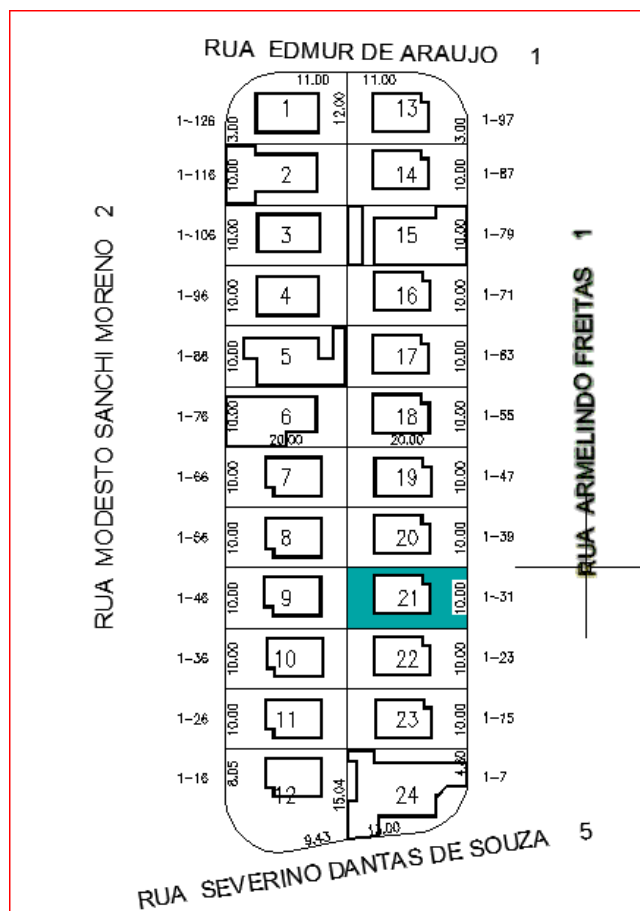 RUA EDMUR DE ARAUJO 1
11.00 11.00
1-126 3.00 1 12.00 13 3.00 1-97
1-116 10.00 2 14 10.00 1-87
1-106 10.00 3 15 10.00 1-79
1-96 10.00 4 16 10.00 1-71
1-86 10.00 5 17 10.00 1-63
1-76 10.00 6 18 10.00 1-55
20.00 20.00
1-66 10.00 7 19 10.00 1-47
1-56 10.00 8 20 10.00 1-39
1-46 10.00 9 21 10.00 1-31
1-36 10.00 10 22 10.00 1-23
1-26 10.00 11 23 10.00 1-15
1-16 8.05 12 15.04 24 4.80 1-7
9.43
RUA MODESTO SANCHI MORENO 2
RUA ARMELINDO FREITAS 1
RUA SEVERINO DANTAS DE SOUZA 5